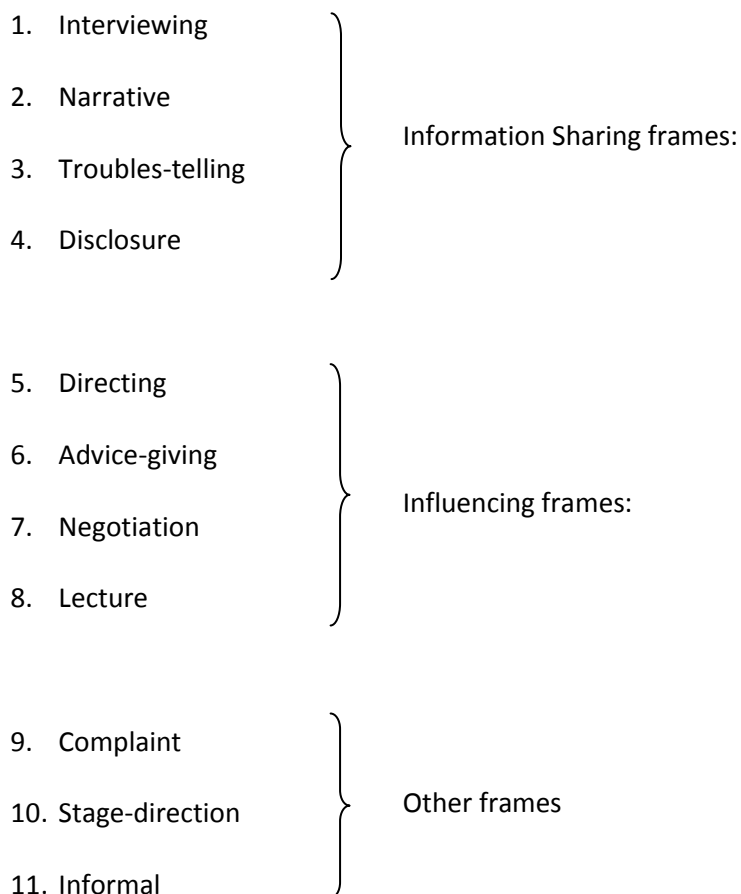 1. Interviewing
2. Narrative
Information Sharing frames:
3. Troubles-telling
4. Disclosure
5. Directing
6. Advice-giving
Influencing frames:
7. Negotiation
8. Lecture
9. Complaint
10. Stage-direction
Other frames
11. Informal